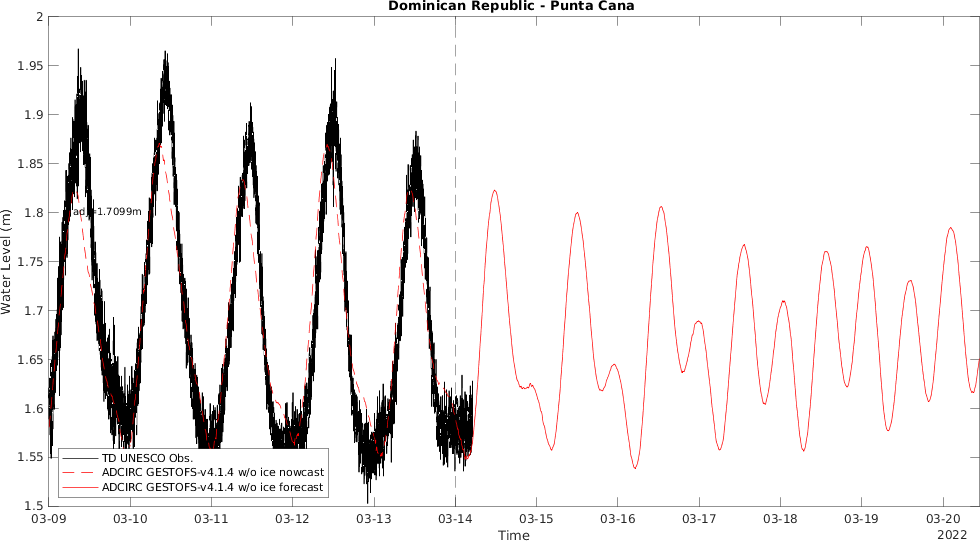 Dominican Republic - Punta Cana
Water Level (m)
2
1.95
1.9
1.85
1.8
1.75
1.7
1.65
1.6
1.55
1.5
=1.7099m
TD UNESCO Obs.
ADCIRC GESTOFS-v4.1.4 w/o ice nowcast
ADCIRC GESTOFS-v4.1.4 w/o ice forecast
03-09 03-10 03-11 03-12 03-13 03-14 03-15 03-16 03-17 03-18 03-19 03-20
Time
2022